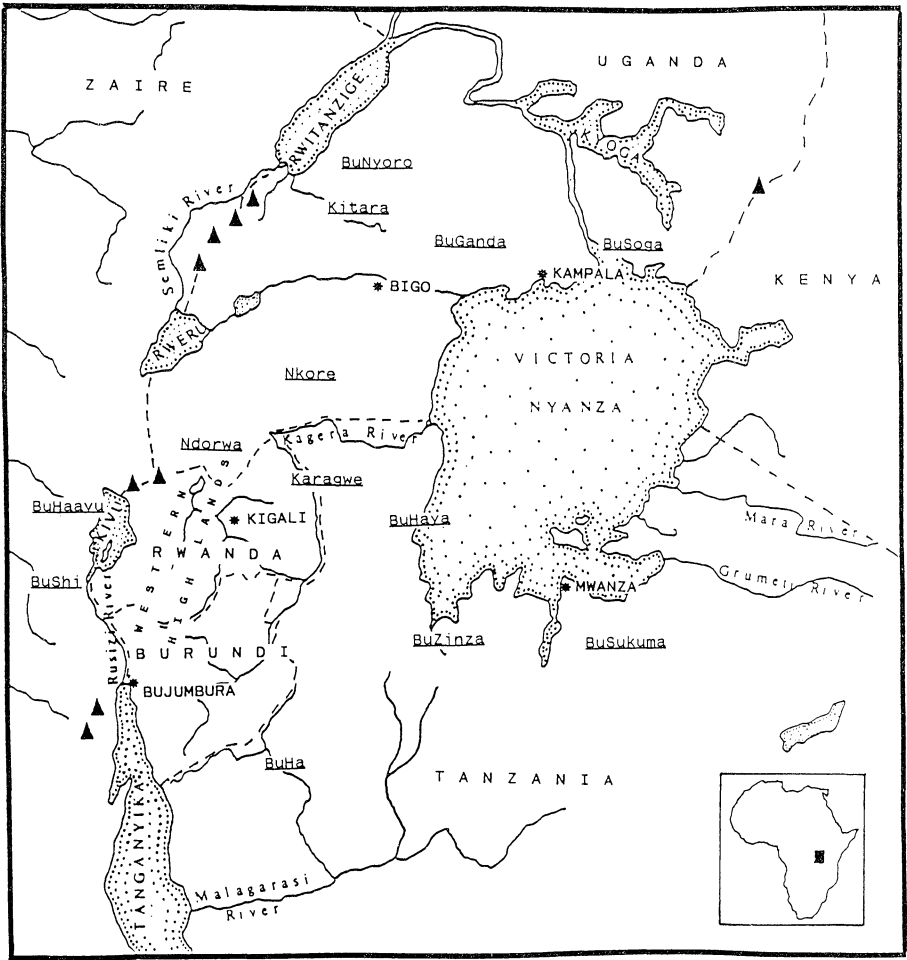 ZAIRE
UGANDA
RWITANZIGE
KYOGA
BuNyoro
Semliki River
Kitara
BuGanda
BuSoga
KAMPALA
KENYA
BIGO
RWERU
VICTORIA
NYANZA
Nkore
Kagera River
Ndorwa
Karagwe
BuHaavu
KIVU
KIGALI
BuHaya
Mara River
RWANDA
WESTERN
HIGHLANDS
BuShi
Grumeti River
MWANZA
Rusizi River
BURUNDI
BuZinza
BuSukuma
BUJUMBURA
BuHa
TANZANIA
TANGANYIKA
Malagarasi
River